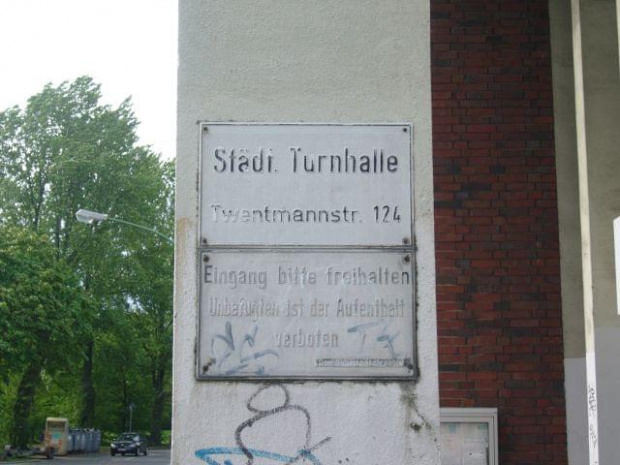 Städt. Turnhalle
Twentmannstr. 124
Eingang bitte freihalten
Unbefugten ist der Aufenthalt
verboten